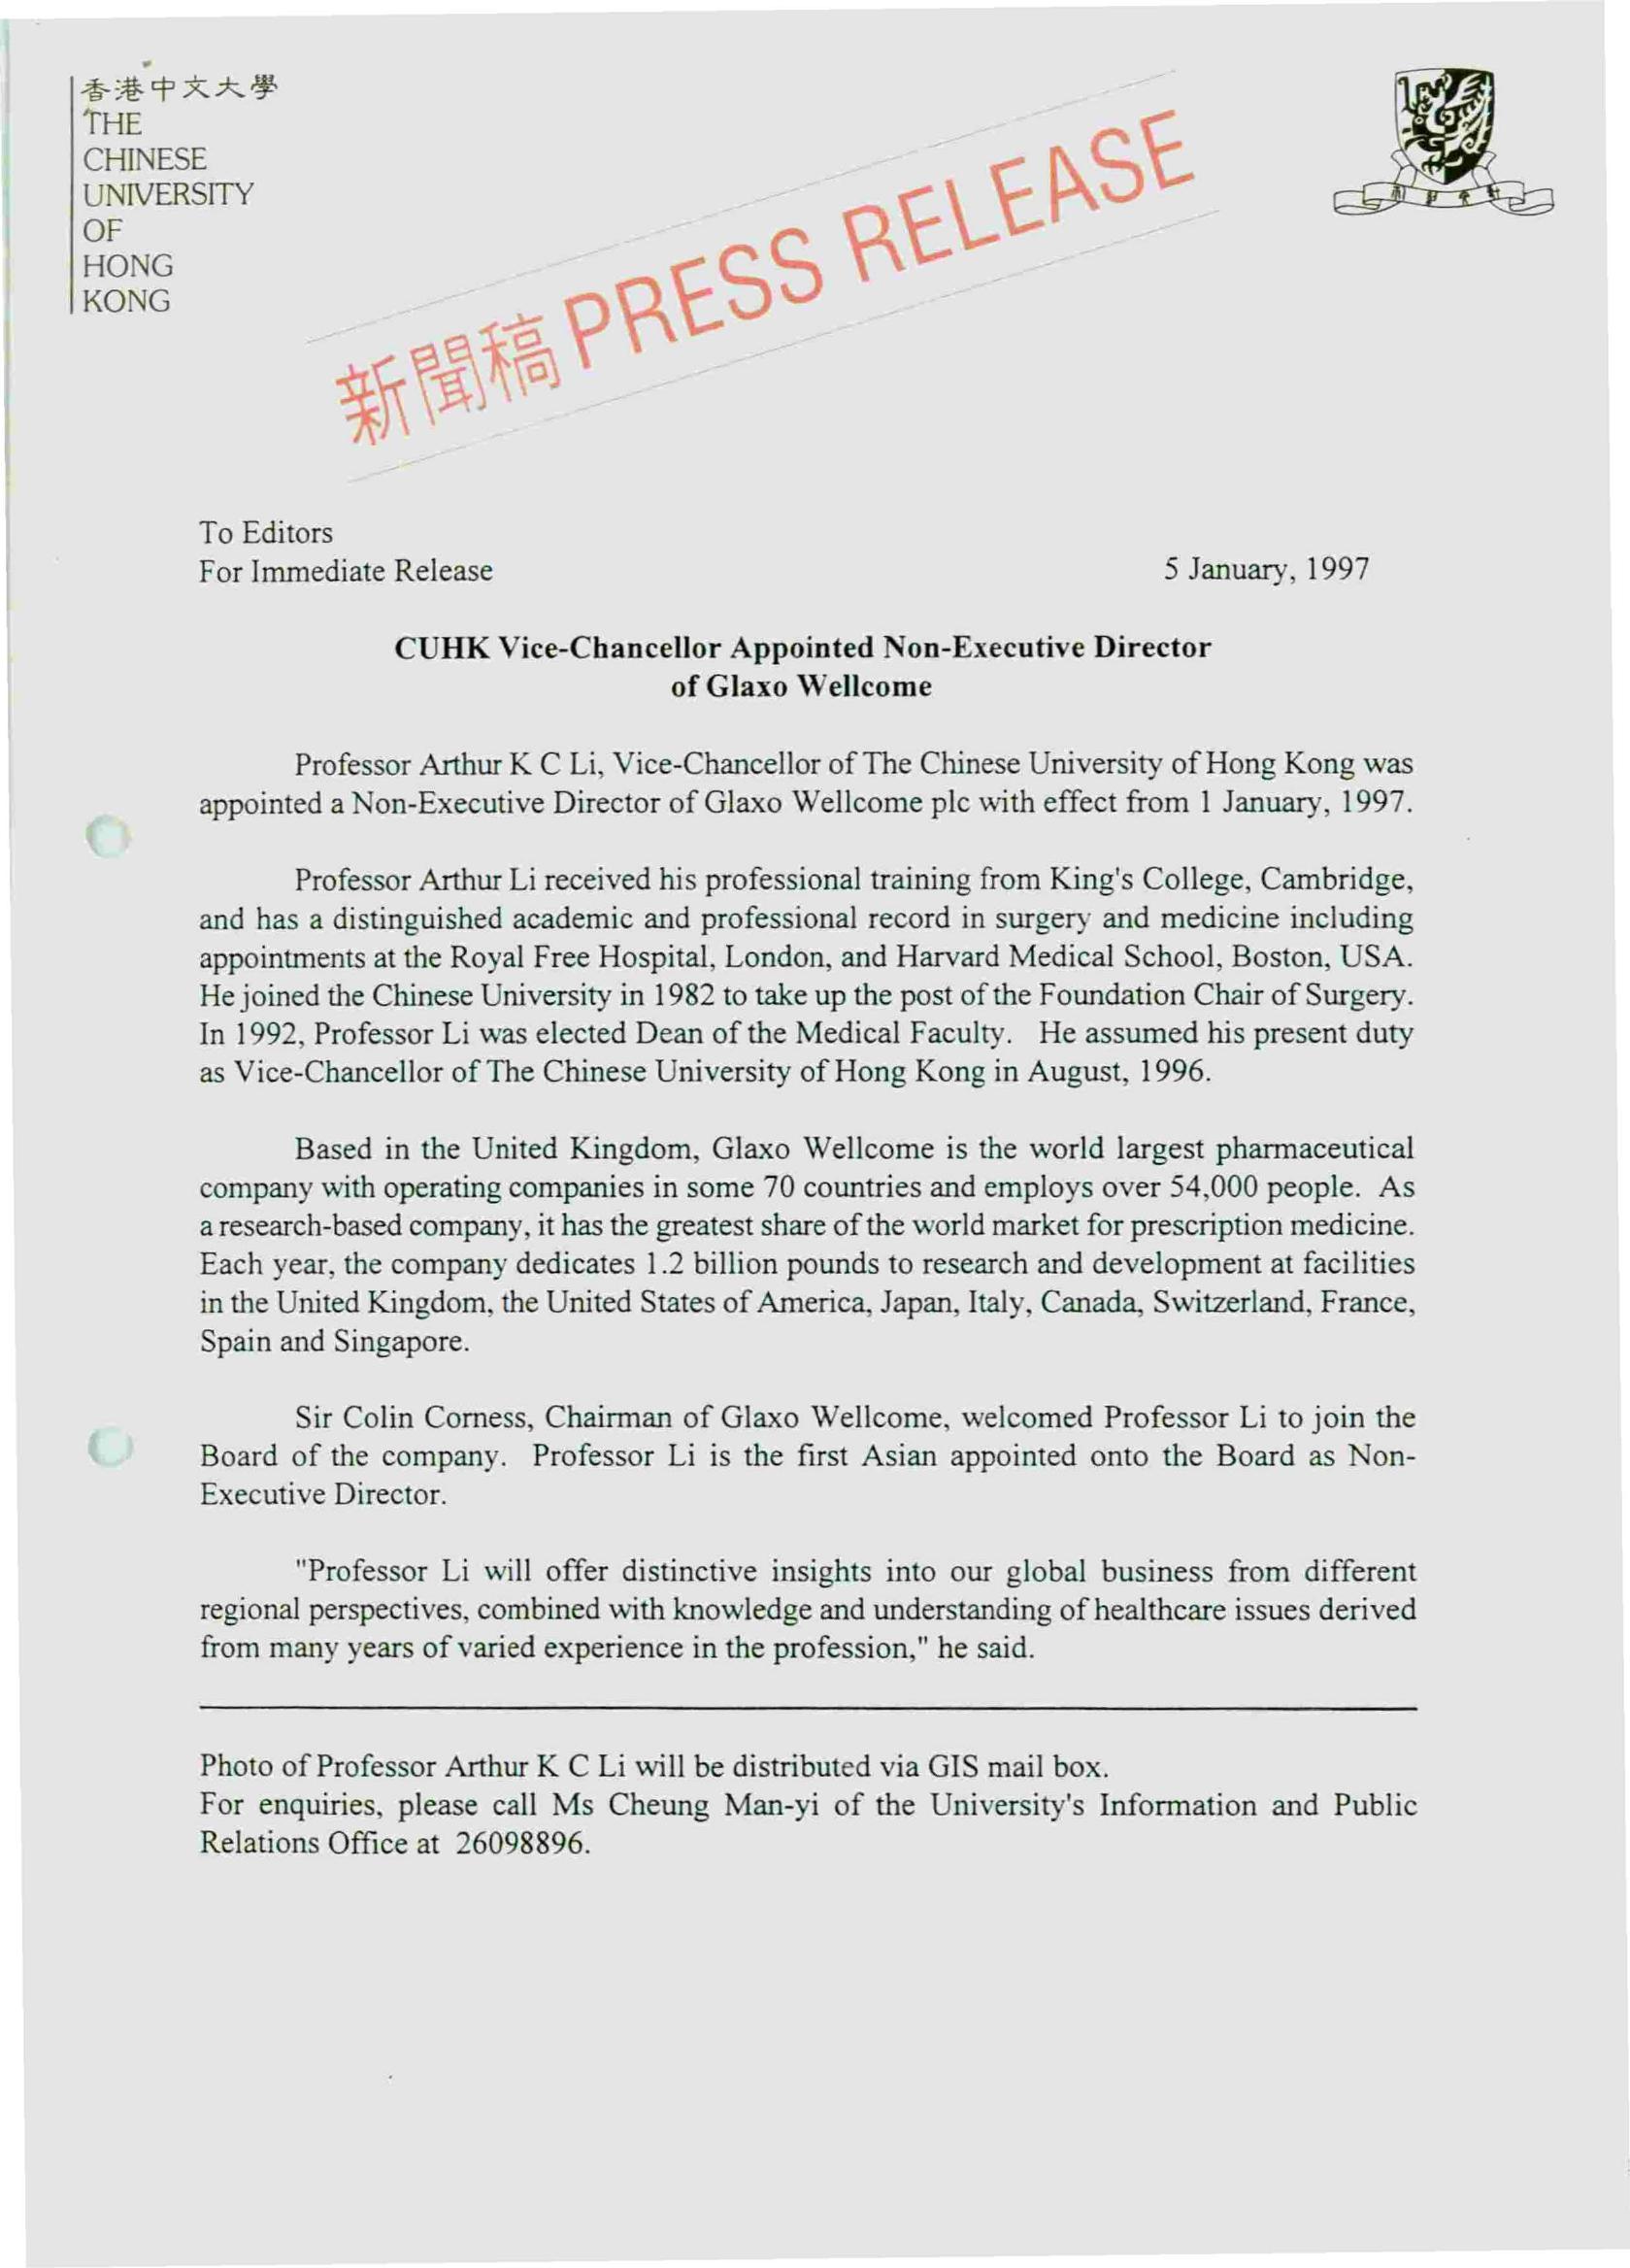 香港中文大學
THE
CHINESE
UNIVERSITY
OF
HONG
KONG
新聞稿 PRESS RELEASE
To Editors
For Immediate Release 5 January, 1997
CUHK Vice-Chancellor Appointed Non-Executive Director
of Glaxo Wellcome
Professor Arthur K C Li, Vice-Chancellor of The Chinese University of Hong Kong was
appointed a Non-Executive Director of Glaxo Wellcome plc with effect from 1 January, 1997.
Professor Arthur Li received his professional training from King's College, Cambridge,
and has a distinguished academic and professional record in surgery and medicine including
appointments at the Royal Free Hospital, London, and Harvard Medical School, Boston, USA.
He joined the Chinese University in 1982 to take up the post of the Foundation Chair of Surgery.
In 1992, Professor Li was elected Dean of the Medical Faculty. He assumed his present duty
as Vice-Chancellor of The Chinese University of Hong Kong in August, 1996.
Based in the United Kingdom, Glaxo Wellcome is the world largest pharmaceutical
company with operating companies in some 70 countries and employs over 54,000 people. As
a research-based company, it has the greatest share of the world market for prescription medicine.
Each year, the company dedicates 1.2 billion pounds to research and development at facilities
in the United Kingdom, the United States of America, Japan, Italy, Canada, Switzerland, France,
Spain and Singapore.
Sir Colin Corness, Chairman of Glaxo Wellcome, welcomed Professor Li to join the
Board of the company. Professor Li is the first Asian appointed onto the Board as Non-
Executive Director.
"Professor Li will offer distinctive insights into our global business from different
regional perspectives, combined with knowledge and understanding of healthcare issues derived
from many years of varied experience in the profession," he said.
Photo of Professor Arthur K C Li will be distributed via GIS mail box.
For enquiries, please call Ms Cheung Man-yi of the University's Information and Public
Relations Office at 26098896.